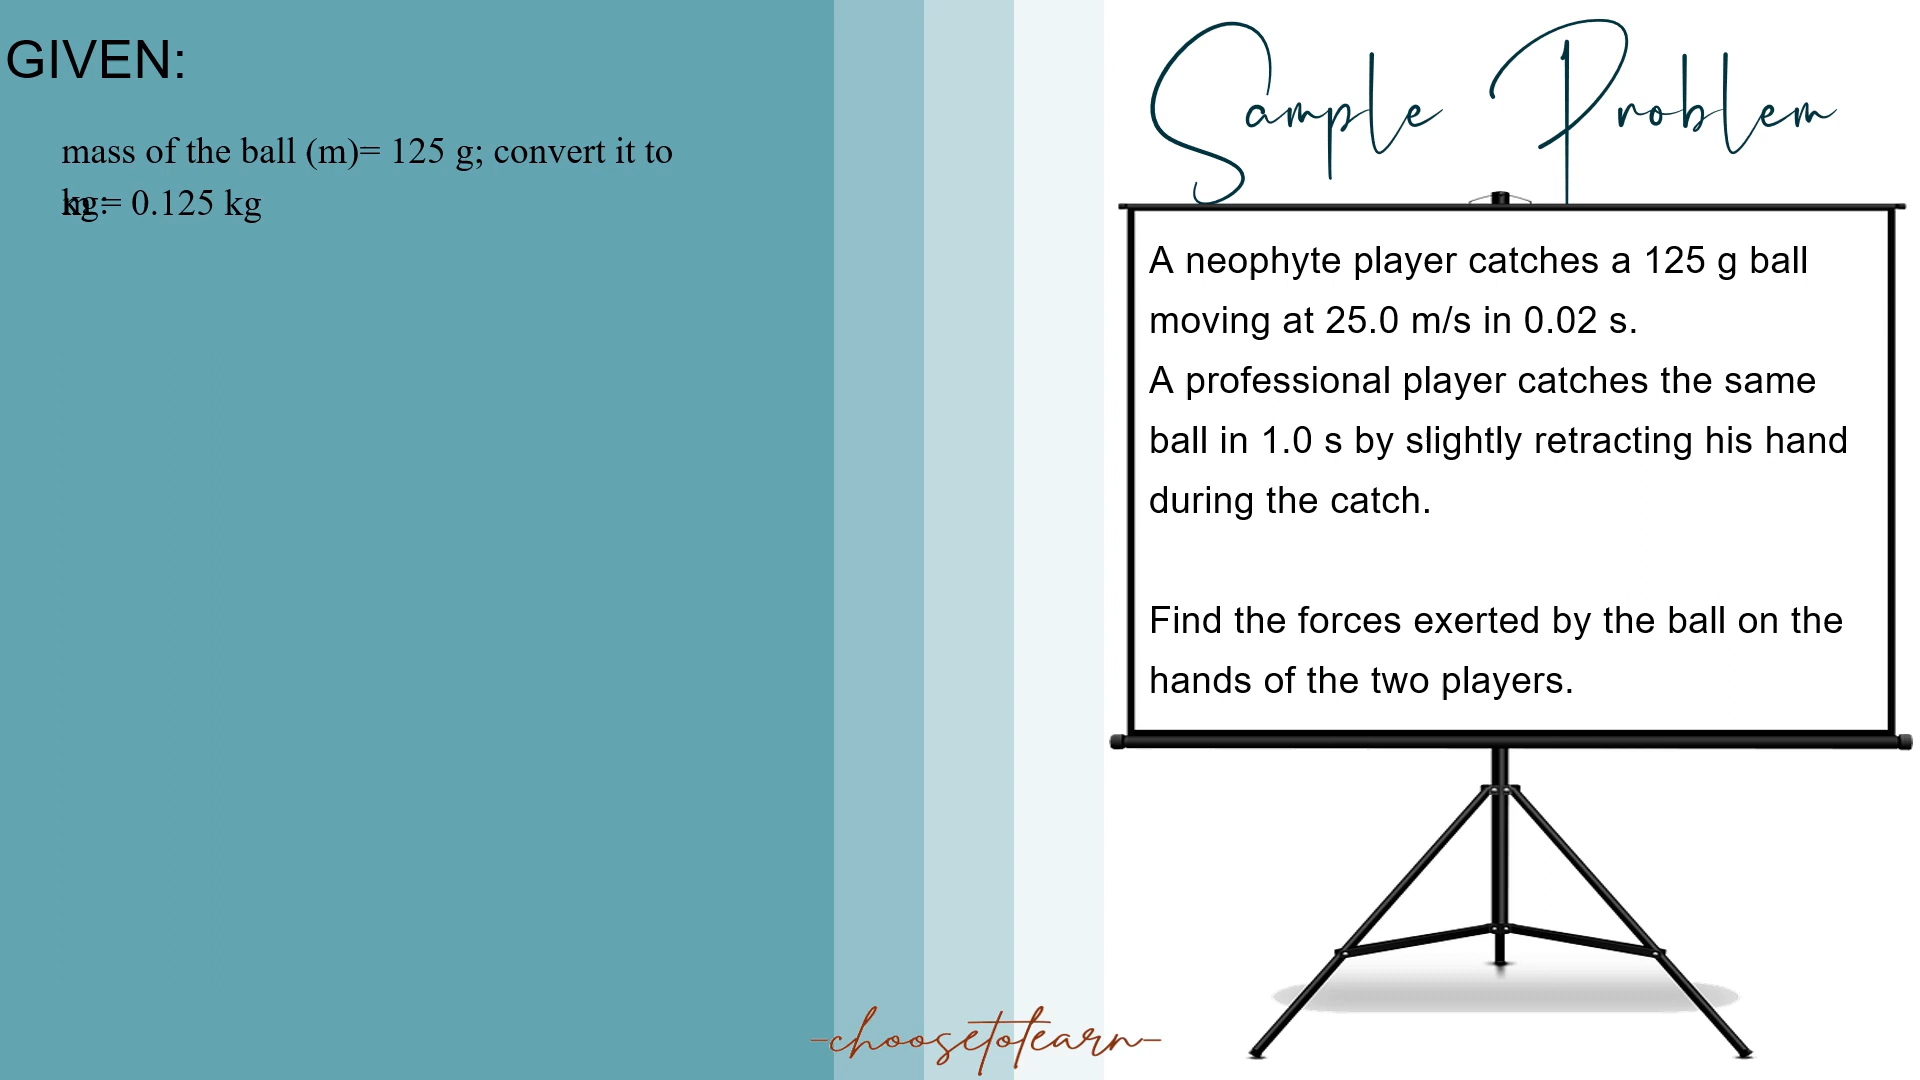 GIVEN:
mass of the ball (m)= 125 g; convert it to
kg:
m = 0.125 kg
Sample Problem
A neophyte player catches a 125 g ball
moving at 25.0 m/s in 0.02 s.
A professional player catches the same
ball in 1.0 s by slightly retracting his hand
during the catch.
Find the forces exerted by the ball on the
hands of the two players.
-choosetolearn-